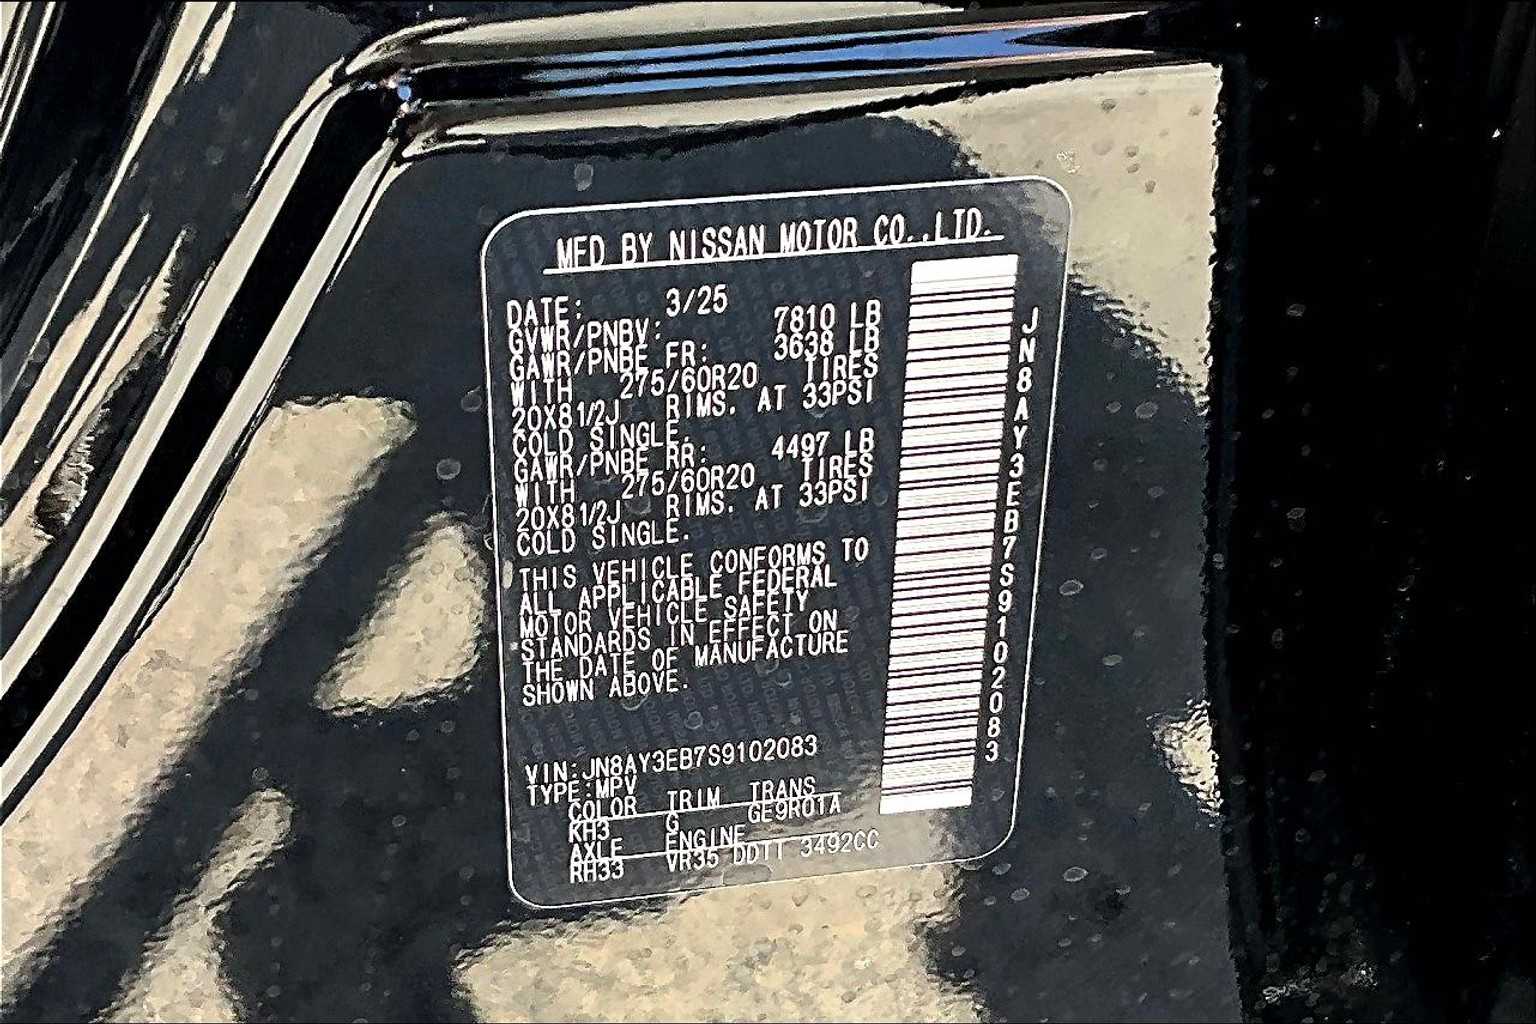 MFD BY NISSAN MOTOR CO.,LTD.
DATE: 3/25
GVWR/PNBV: 7810 LB
GAWR/PNBE FR: 3638 LB
WITH 275/60R20 TIRES
20X81/2J RIMS. AT 33PSI
COLD SINGLE.
GAWR/PNBE RR: 4497 LB
WITH 275/60R20 TIRES
20X81/2J RIMS. AT 33PSI
COLD SINGLE.
THIS VEHICLE CONFORMS TO
ALL APPLICABLE FEDERAL
MOTOR VEHICLE SAFETY
STANDARDS IN EFFECT ON
THE DATE OF MANUFACTURE
SHOWN ABOVE.
VIN:JN8AY3EB7S9102083
TYPE:MPV
COLOR TRIM TRANS
KH3 G GE9R01A
AXLE ENGINE
RH33 VR35 DDTT 3492CC
JN8AY3EB7S9102083